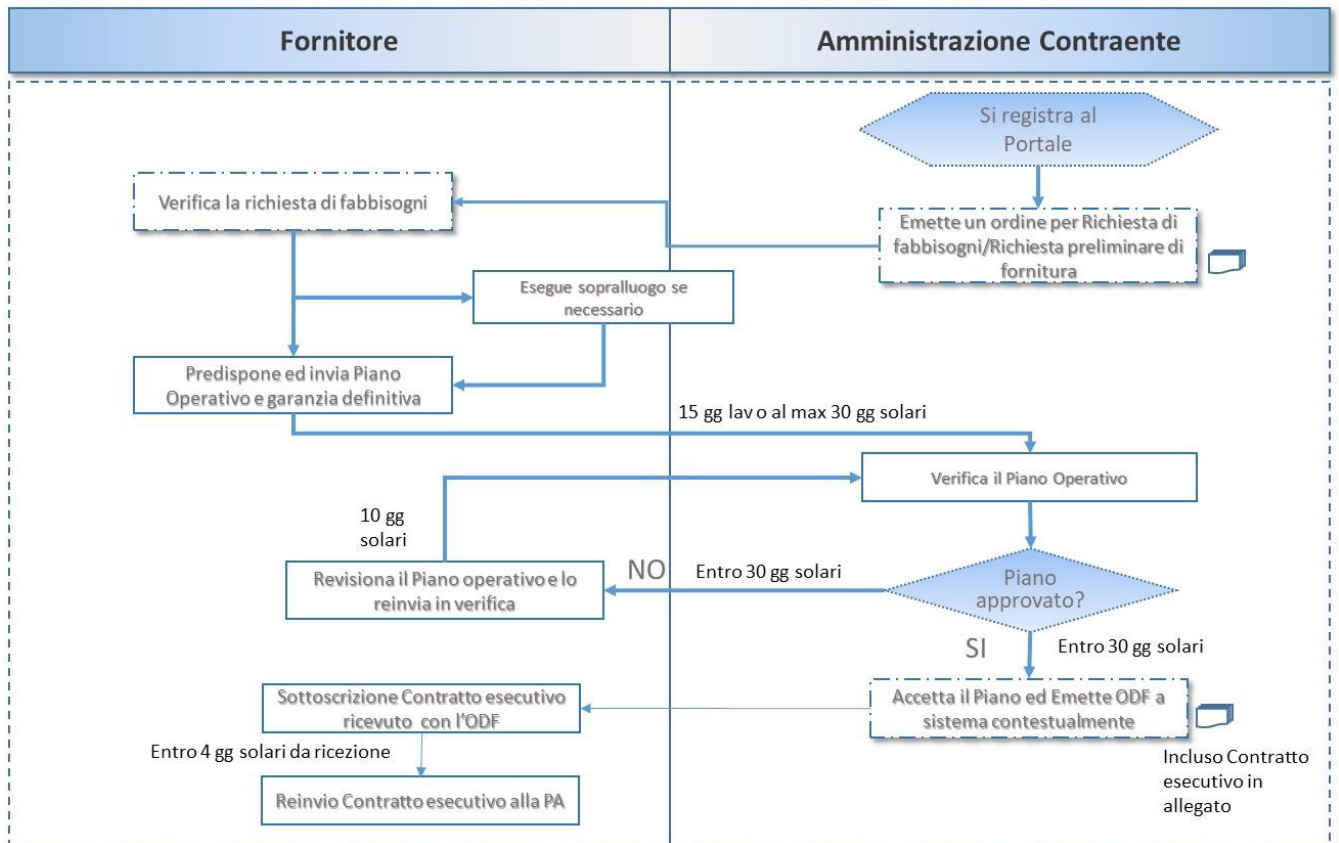 Fornitore
Amministrazione Contraente
Si registra al
Portale
Verifica la richiesta di fabbisogni
Emette un ordine per Richiesta di
fabbisogni/Richiesta preliminare di
fornitura
Esegue sopralluogo se
necessario
Predispone ed invia Piano
Operativo e garanzia definitiva
15 gg lav o al max 30 gg solari
Verifica il Piano Operativo
10 gg
solari
Revisiona il Piano operativo e lo
reinvia in verifica
NO
Entro 30 gg solari
Piano
approvato?
SI
Entro 30 gg solari
Sottoscrizione Contratto esecutivo
ricevuto con l'ODF
Accetta il Piano ed Emette ODF a
sistema contestualmente
Entro 4 gg solari da ricezione
Incluso Contratto
esecutivo in
allegato
Reinvio Contratto esecutivo alla PA